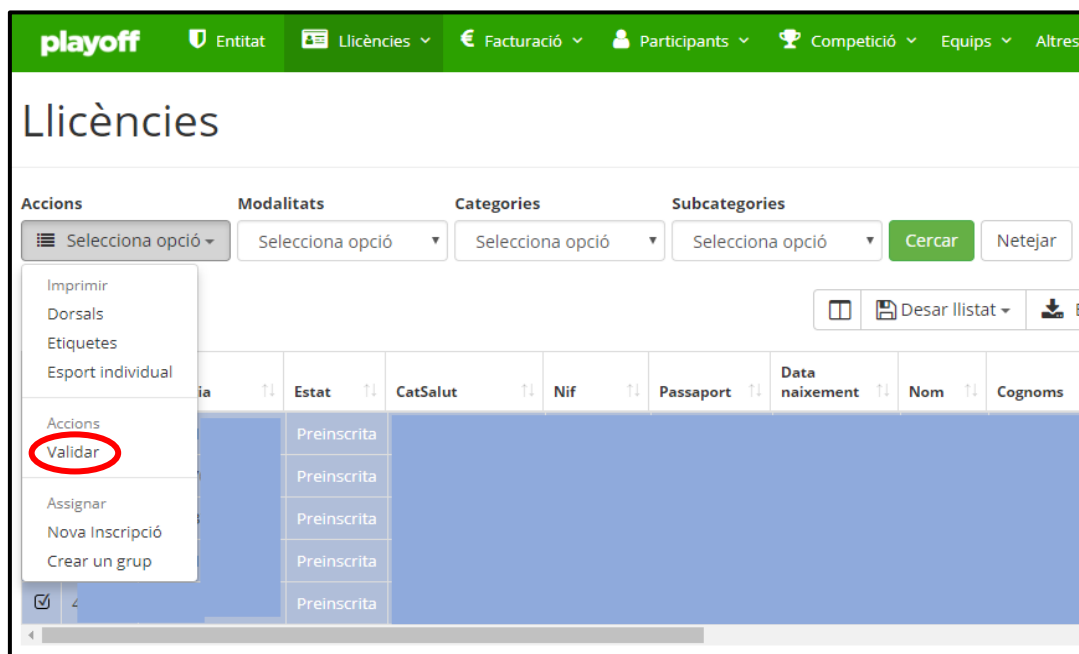 playoff Entitat Llicències Facturació Participants Competició Equips Altres
Llicències
Accions Modalitats Categories Subcategories
Selecciona opció Selecciona opció Selecciona opció Selecciona opció Cercar Netejar
Imprimir
Dorsals
Desar llistat
Etiquetes
Esport individual
Estat CatSalut Nif Passaport Data naixement Nom Cognoms
Accions
Preinscrita
Validar
Preinscrita
Assignar
Preinscrita
Nova Inscripció
Crear un grup
Preinscrita
Preinscrita